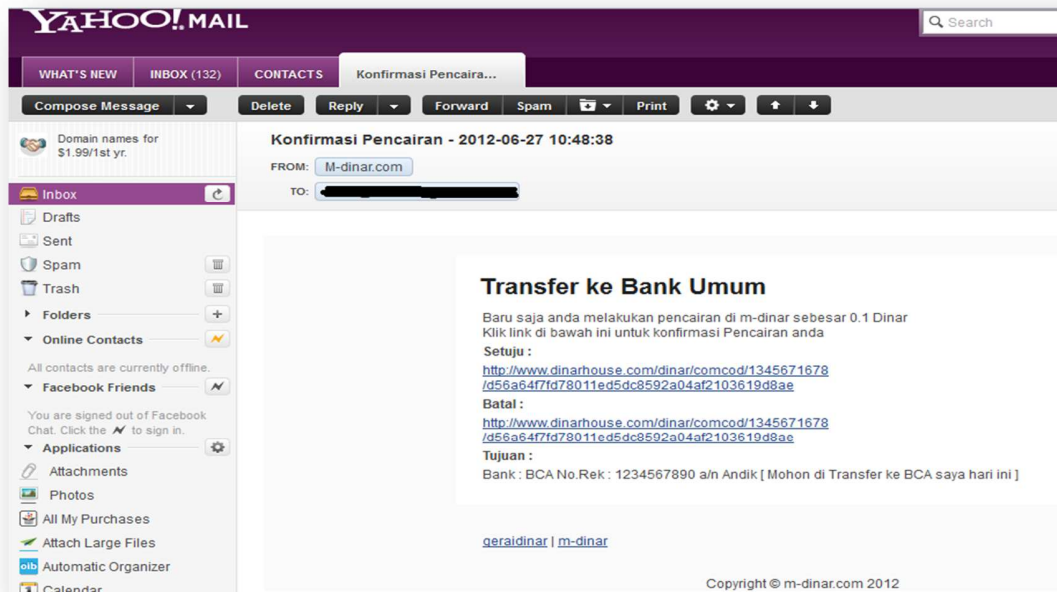 YAHOO! MAIL
Search
WHAT'S NEW INBOX (132) CONTACTS Konfirmasi Pencaira...
Compose Message Delete Reply Forward Spam Print
Domain names for
$1.99/1st yr.
Inbox
Drafts
Sent
Spam
Trash
Folders
Online Contacts
All contacts are currently offline.
Facebook Friends
You are signed out of Facebook
Chat. Click the to sign in.
Applications
Attachments
Photos
All My Purchases
Attach Large Files
oib Automatic Organizer
Calendar
Konfirmasi Pencairan - 2012-06-27 10:48:38
FROM: M-dinar.com
TO:
Transfer ke Bank Umum
Baru saja anda melakukan pencairan di m-dinar sebesar 0.1 Dinar
Klik link di bawah ini untuk konfirmasi Pencairan anda
Setuju :
http://www.dinarhouse.com/dinar/comcod/1345671678
/d56a64f7fd78011ed5dc8592a04af2103619d8ae
Batal :
http://www.dinarhouse.com/dinar/comcod/1345671678
/d56a64f7fd78011ed5dc8592a04af2103619d8ae
Tujuan :
Bank : BCA No.Rek : 1234567890 a/n Andik [ Mohon di Transfer ke BCA saya hari ini ]
geraidinar | m-dinar
Copyright © m-dinar.com 2012